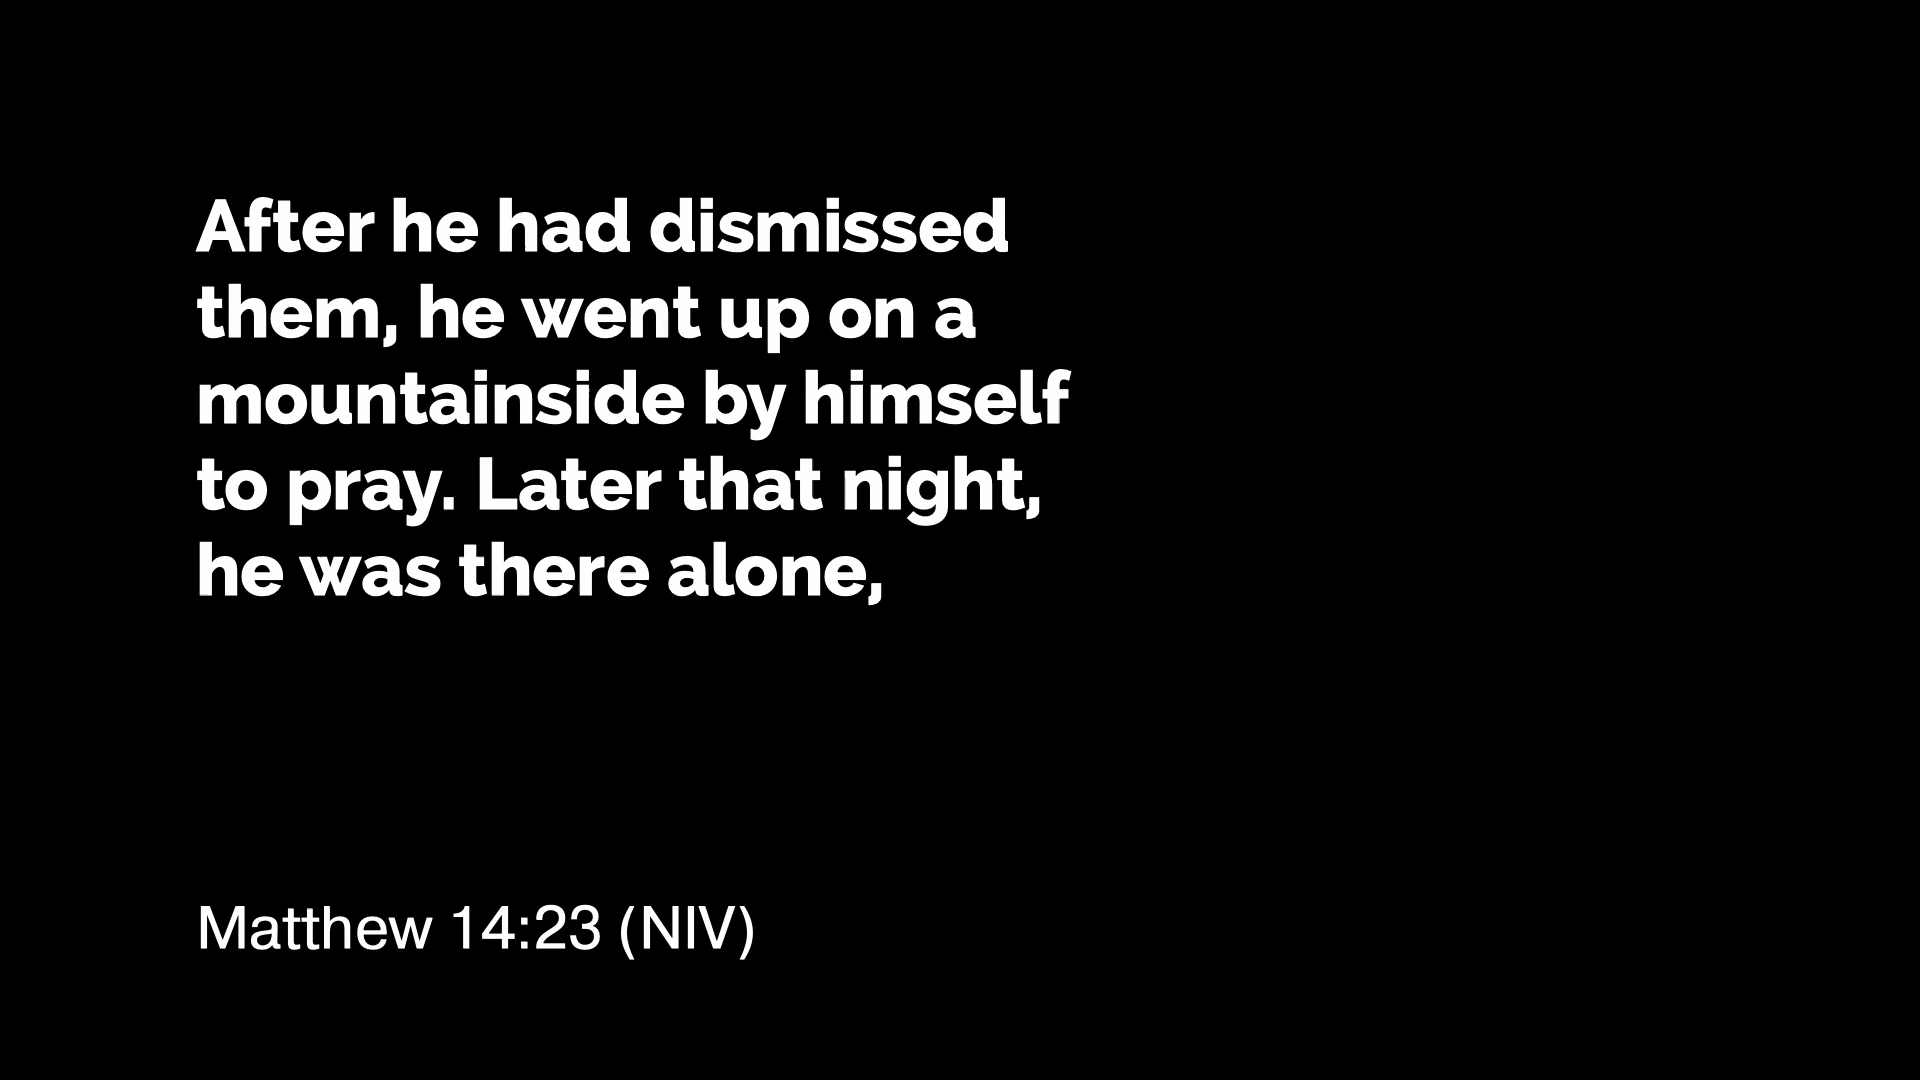 After he had dismissed
them, he went up on a
mountainside by himself
to pray. Later that night,
he was there alone,
Matthew 14:23 (NIV)